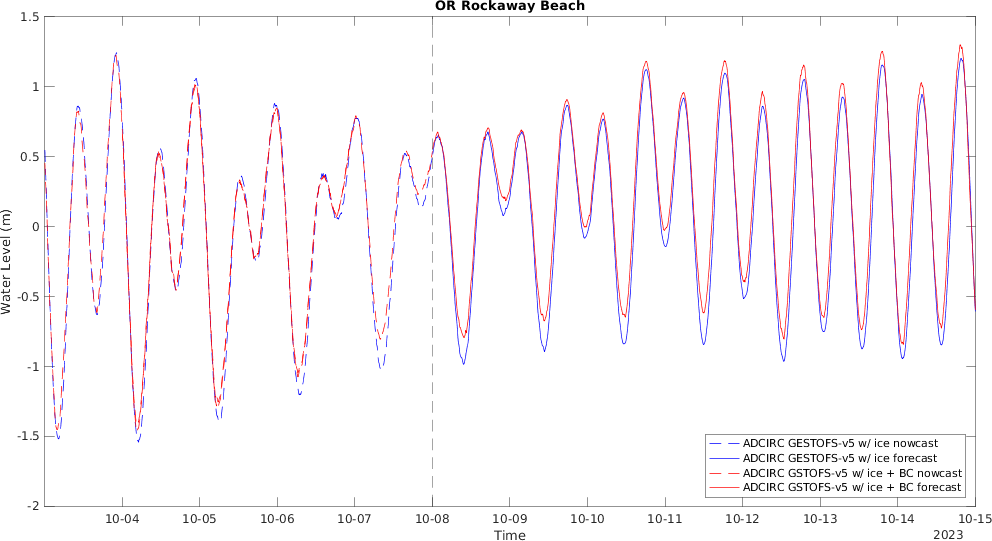 OR Rockaway Beach
1.5
1
0.5
0
-0.5
-1
-1.5
-2
Water Level (m)
10-04 10-05 10-06 10-07 10-08 10-09 10-10 10-11 10-12 10-13 10-14 10-15
Time
2023
ADCIRC GESTOFS-v5 w/ ice nowcast
ADCIRC GESTOFS-v5 w/ ice forecast
ADCIRC GSTOFS-v5 w/ ice + BC nowcast
ADCIRC GSTOFS-v5 w/ ice + BC forecast